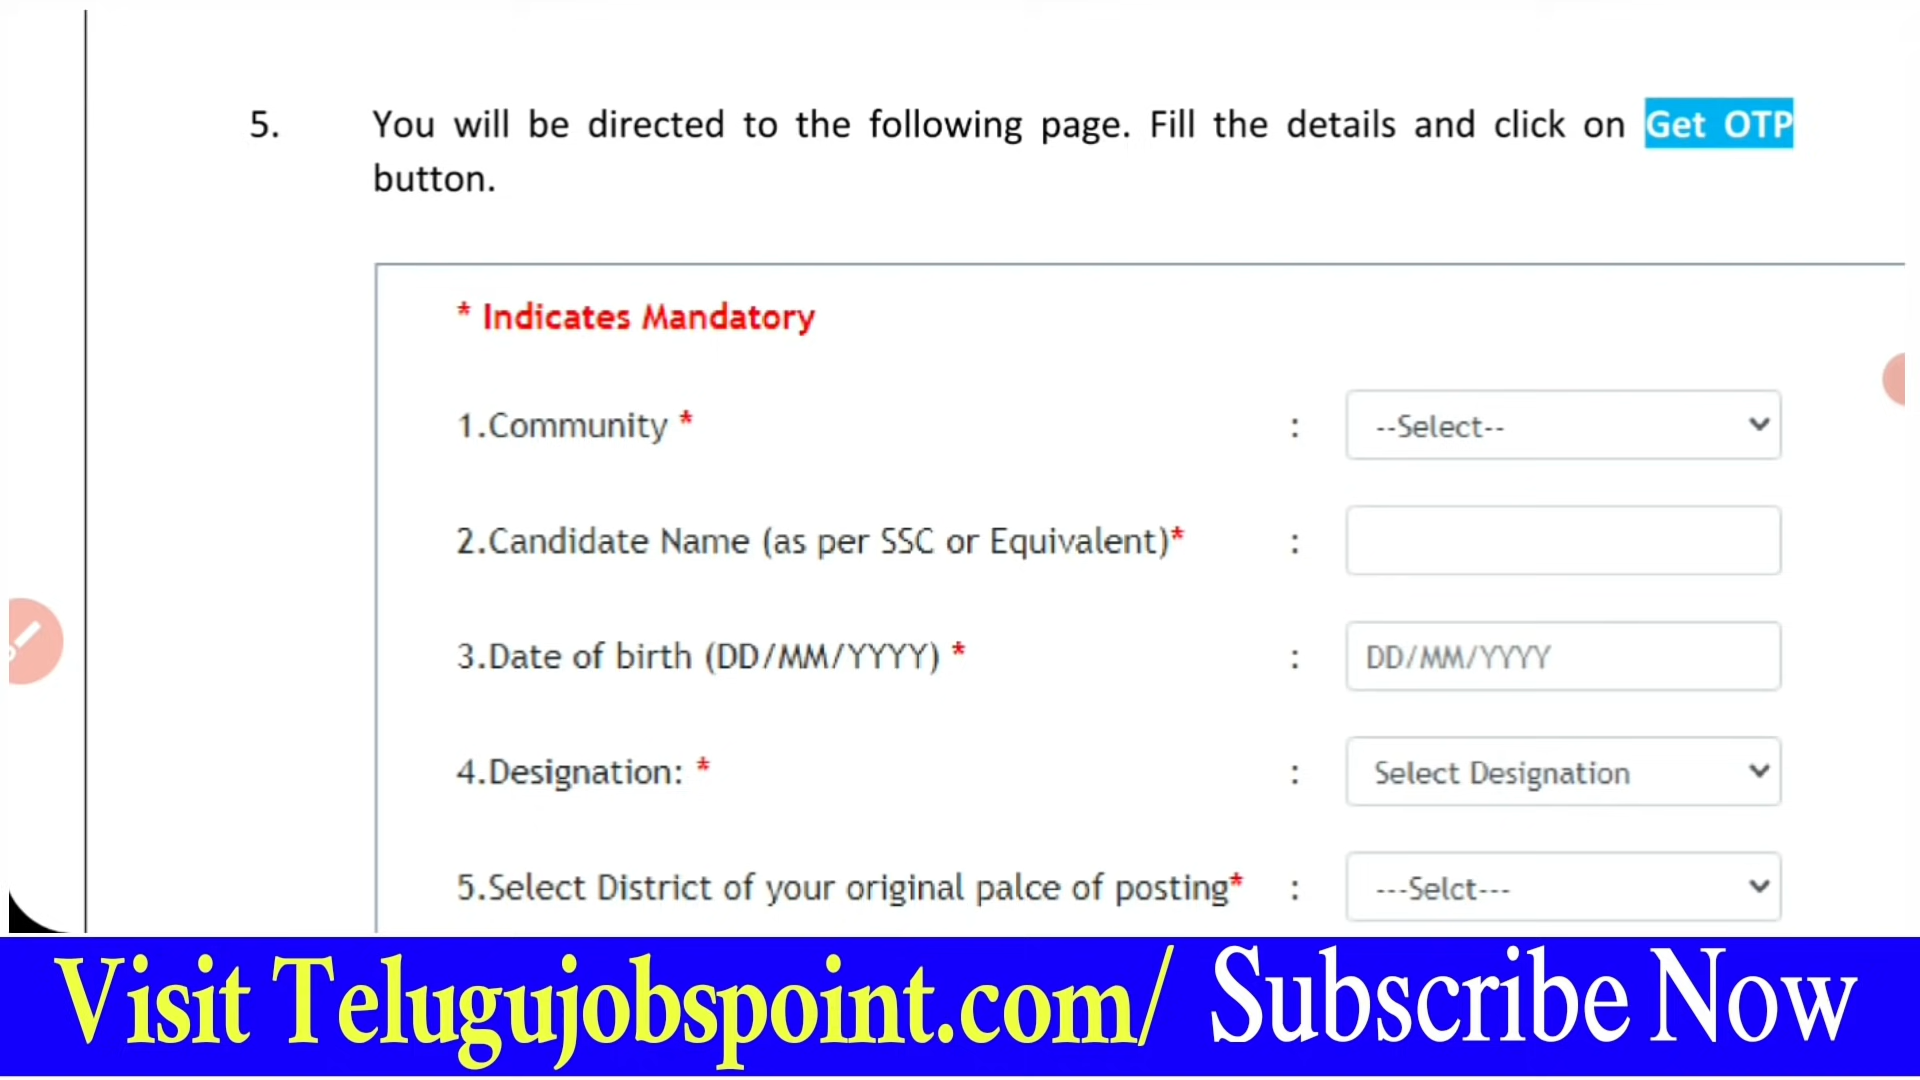 5. You will be directed to the following page. Fill the details and click on Get OTP
button.
* Indicates Mandatory
1.Community * : --Select--
2.Candidate Name (as per SSC or Equivalent)* :
3.Date of birth (DD/MM/YYYY) * : DD/MM/YYYY
4.Designation: * : Select Designation
5.Select District of your original palce of posting* : ---Selct---
Visit Telugujobspoint.com/ Subscribe Now